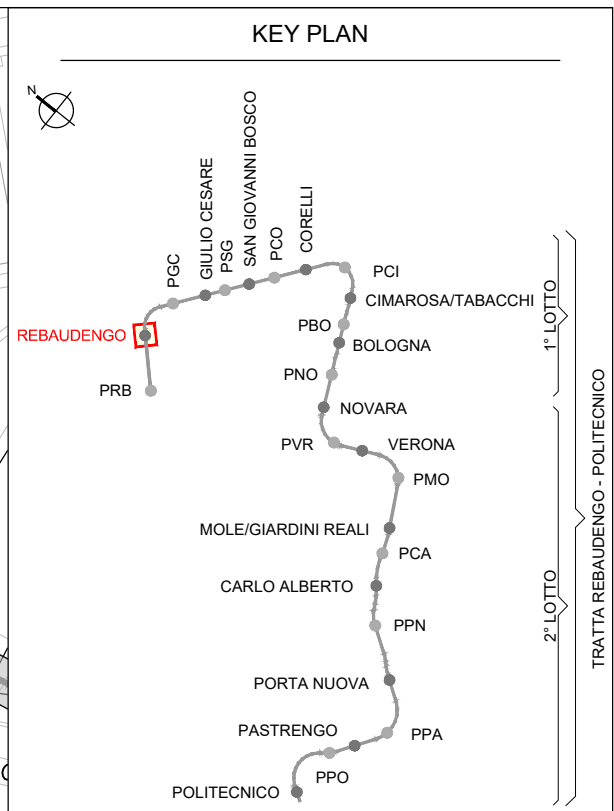 KEY PLAN
N
PGC
GIULIO CESARE
PSG
SAN GIOVANNI BOSCO
PCO
CORELLI
PCI
CIMAROSA/TABACCHI
REBAUDENGO
PBO
BOLOGNA
PNO
PRB
NOVARA
PVR
VERONA
PMO
MOLE/GIARDINI REALI
PCA
CARLO ALBERTO
PPN
PORTA NUOVA
PASTRENGO
PPA
PPO
POLITECNICO
1° LOTTO
2° LOTTO
TRATTA REBAUDENGO - POLITECNICO